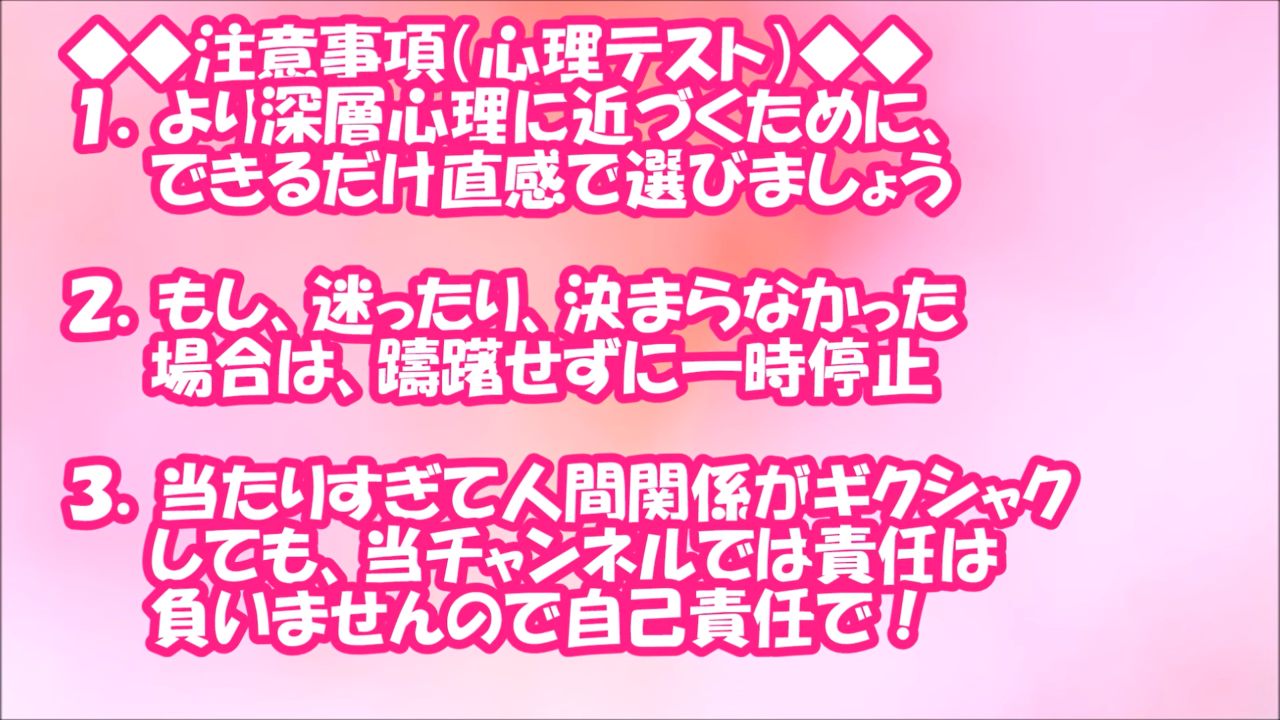 ◆◆注意事項(心理テスト)◆◆
1. より深層心理に近づくために、
できるだけ直感で選びましょう
2. もし、迷ったり、決まらなかった
場合は、躊躇せずに一時停止
3. 当たりすぎて人間関係がギクシャク
しても、当チャンネルでは責任は
負いませんので自己責任で！